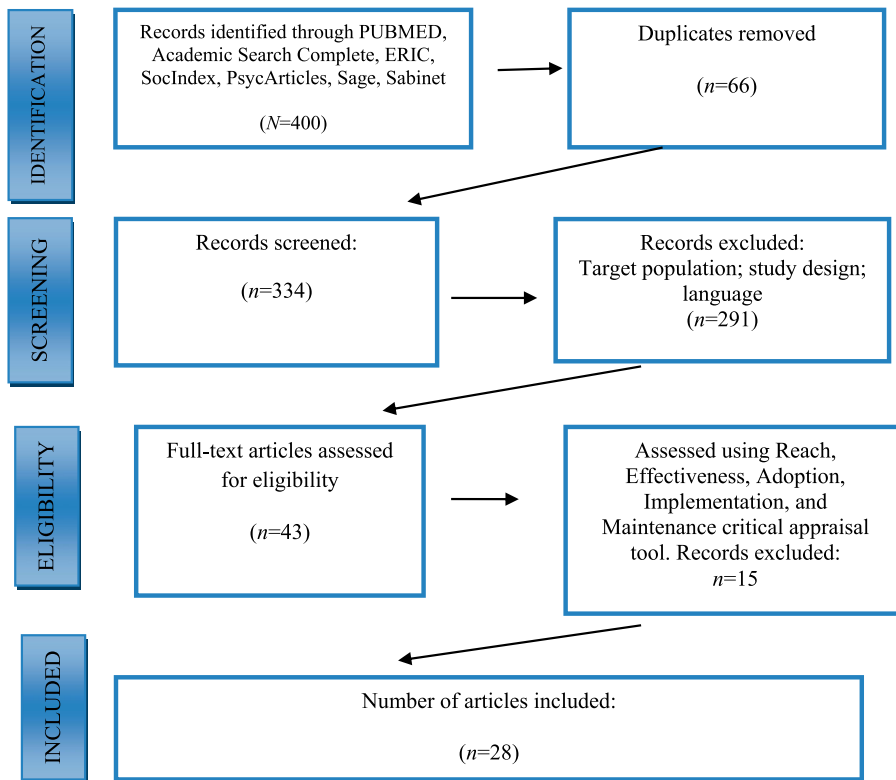 IDENTIFICATION
Records identified through PUBMED,
Academic Search Complete, ERIC,
SocIndex, PsycArticles, Sage, Sabinet
(N=400)
Duplicates removed
(n=66)
SCREENING
Records screened:
(n=334)
Records excluded:
Target population; study design;
language
(n=291)
ELIGIBILITY
Full-text articles assessed
for eligibility
(n=43)
Assessed using Reach,
Effectiveness, Adoption,
Implementation, and
Maintenance critical appraisal
tool. Records excluded:
n=15
INCLUDED
Number of articles included:
(n=28)